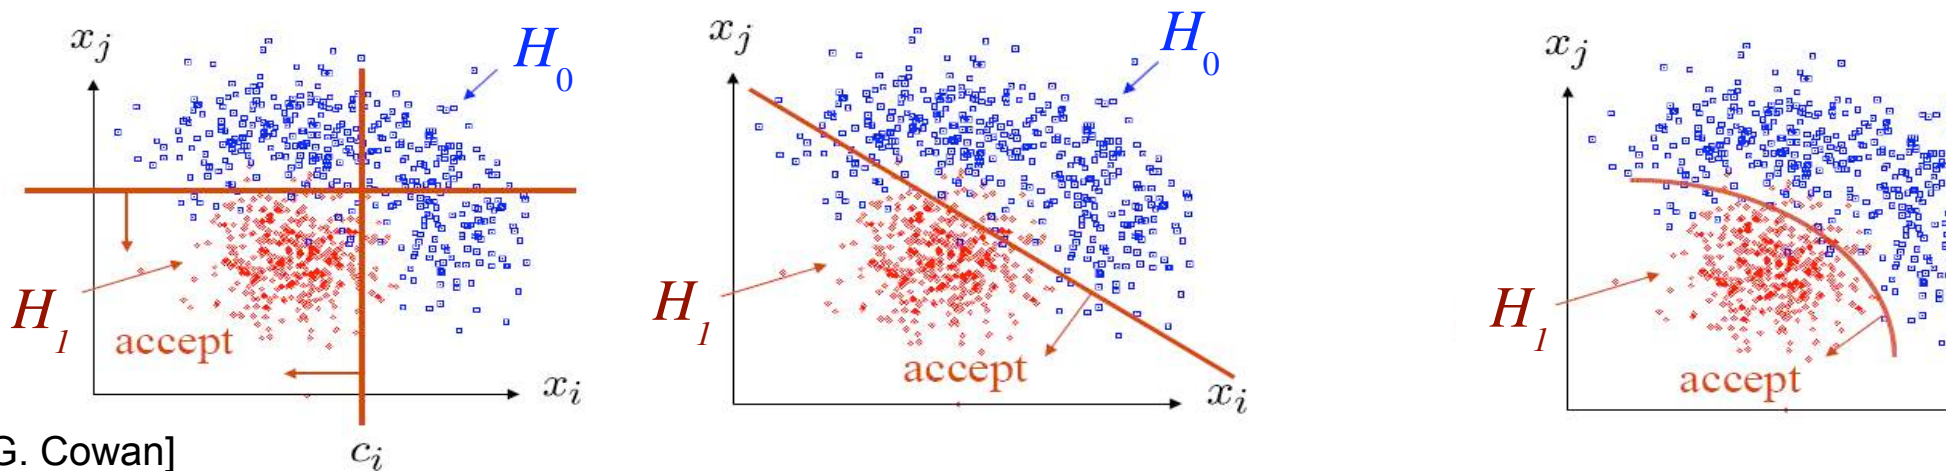 x_j
H_0
H_1
accept
x_i
c_i
G. Cowan]
x_j
H_0
H_1
accept
x_i
x_j
H_1
accept